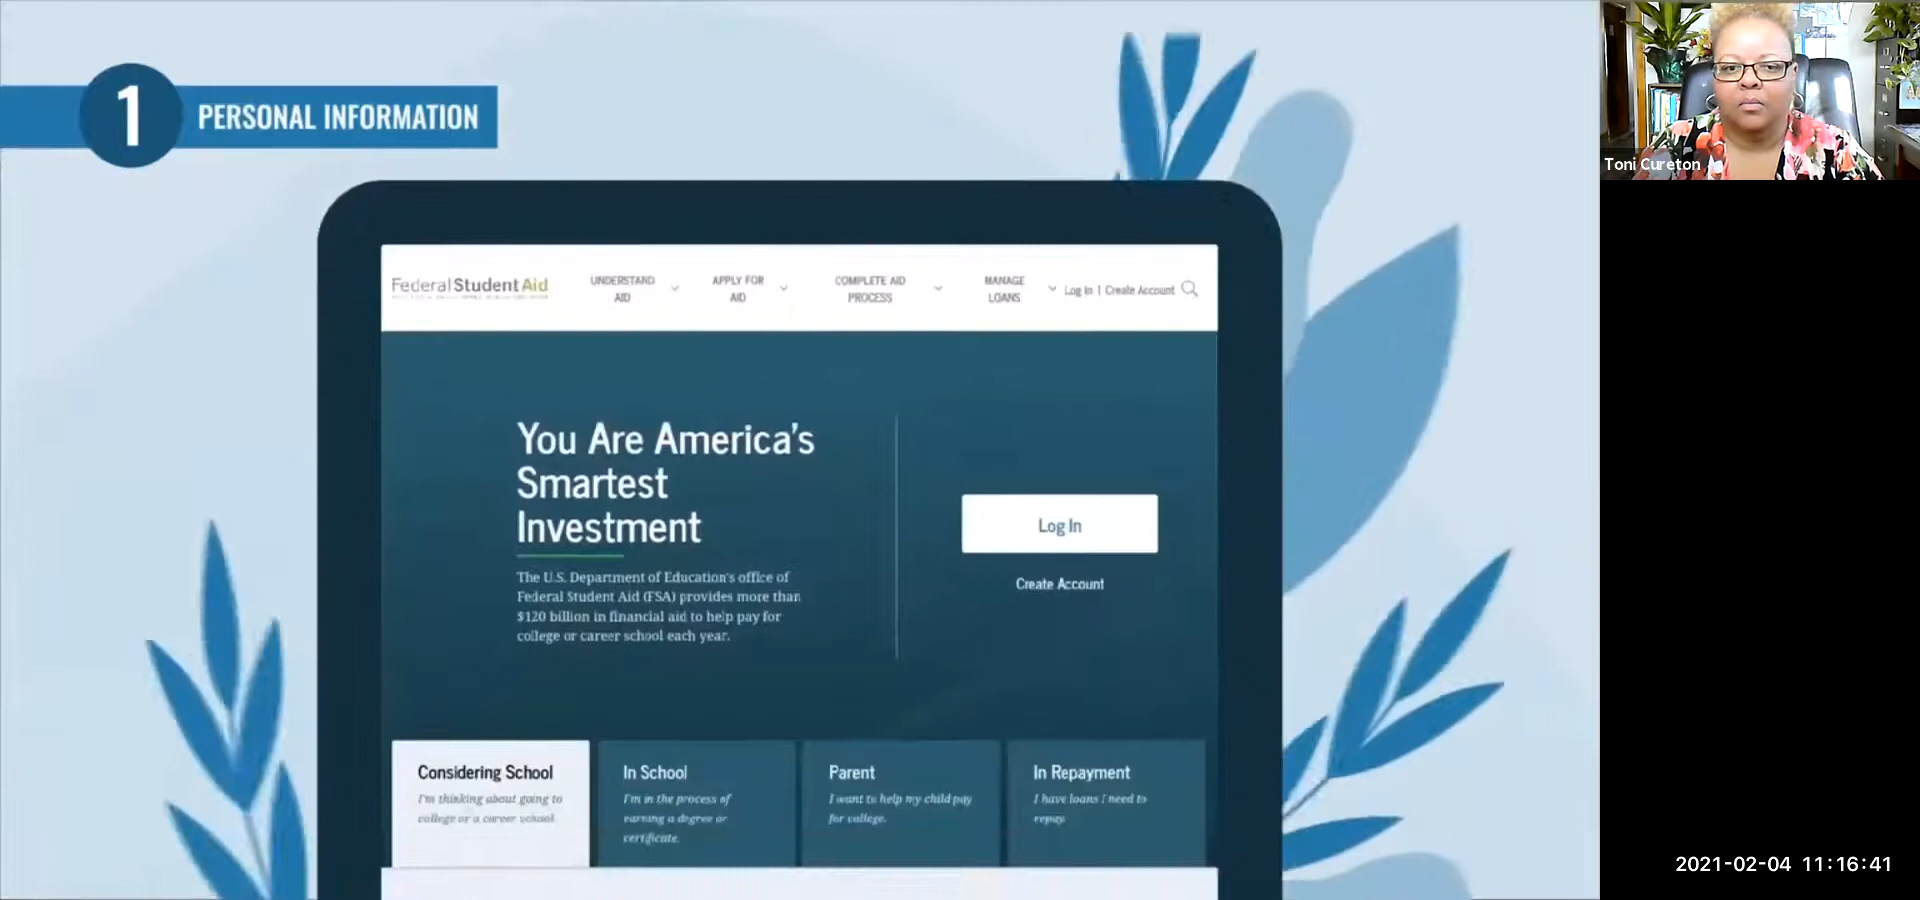 1
PERSONAL INFORMATION
Toni Cureton
Federal Student Aid
UNDERSTAND
AID
APPLY FOR
AID
COMPLETE AID
PROCESS
MANAGE
LOANS
Log In | Create Account
You Are America's
Smartest
Investment
The U.S. Department of Education's office of
Federal Student Aid (FSA) provides more than
$120 billion in financial aid to help pay for
college or career school each year.
Log In
Create Account
Considering School
I'm thinking about going to
college or a career school.
In School
I'm in the process of
earning a degree or
certificate.
Parent
I want to help my child pay
for college.
In Repayment
I have loans I need to
repay.
2021-02-04 11:16:41